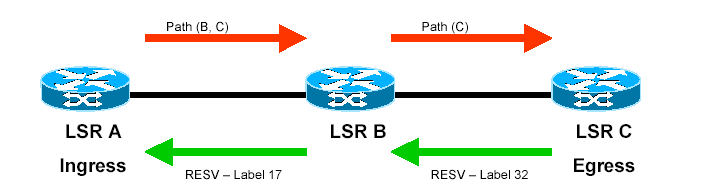 Path (B, C)
Path (C)
LSR A
LSR B
LSR C
Ingress
Egress
RESV – Label 17
RESV – Label 32